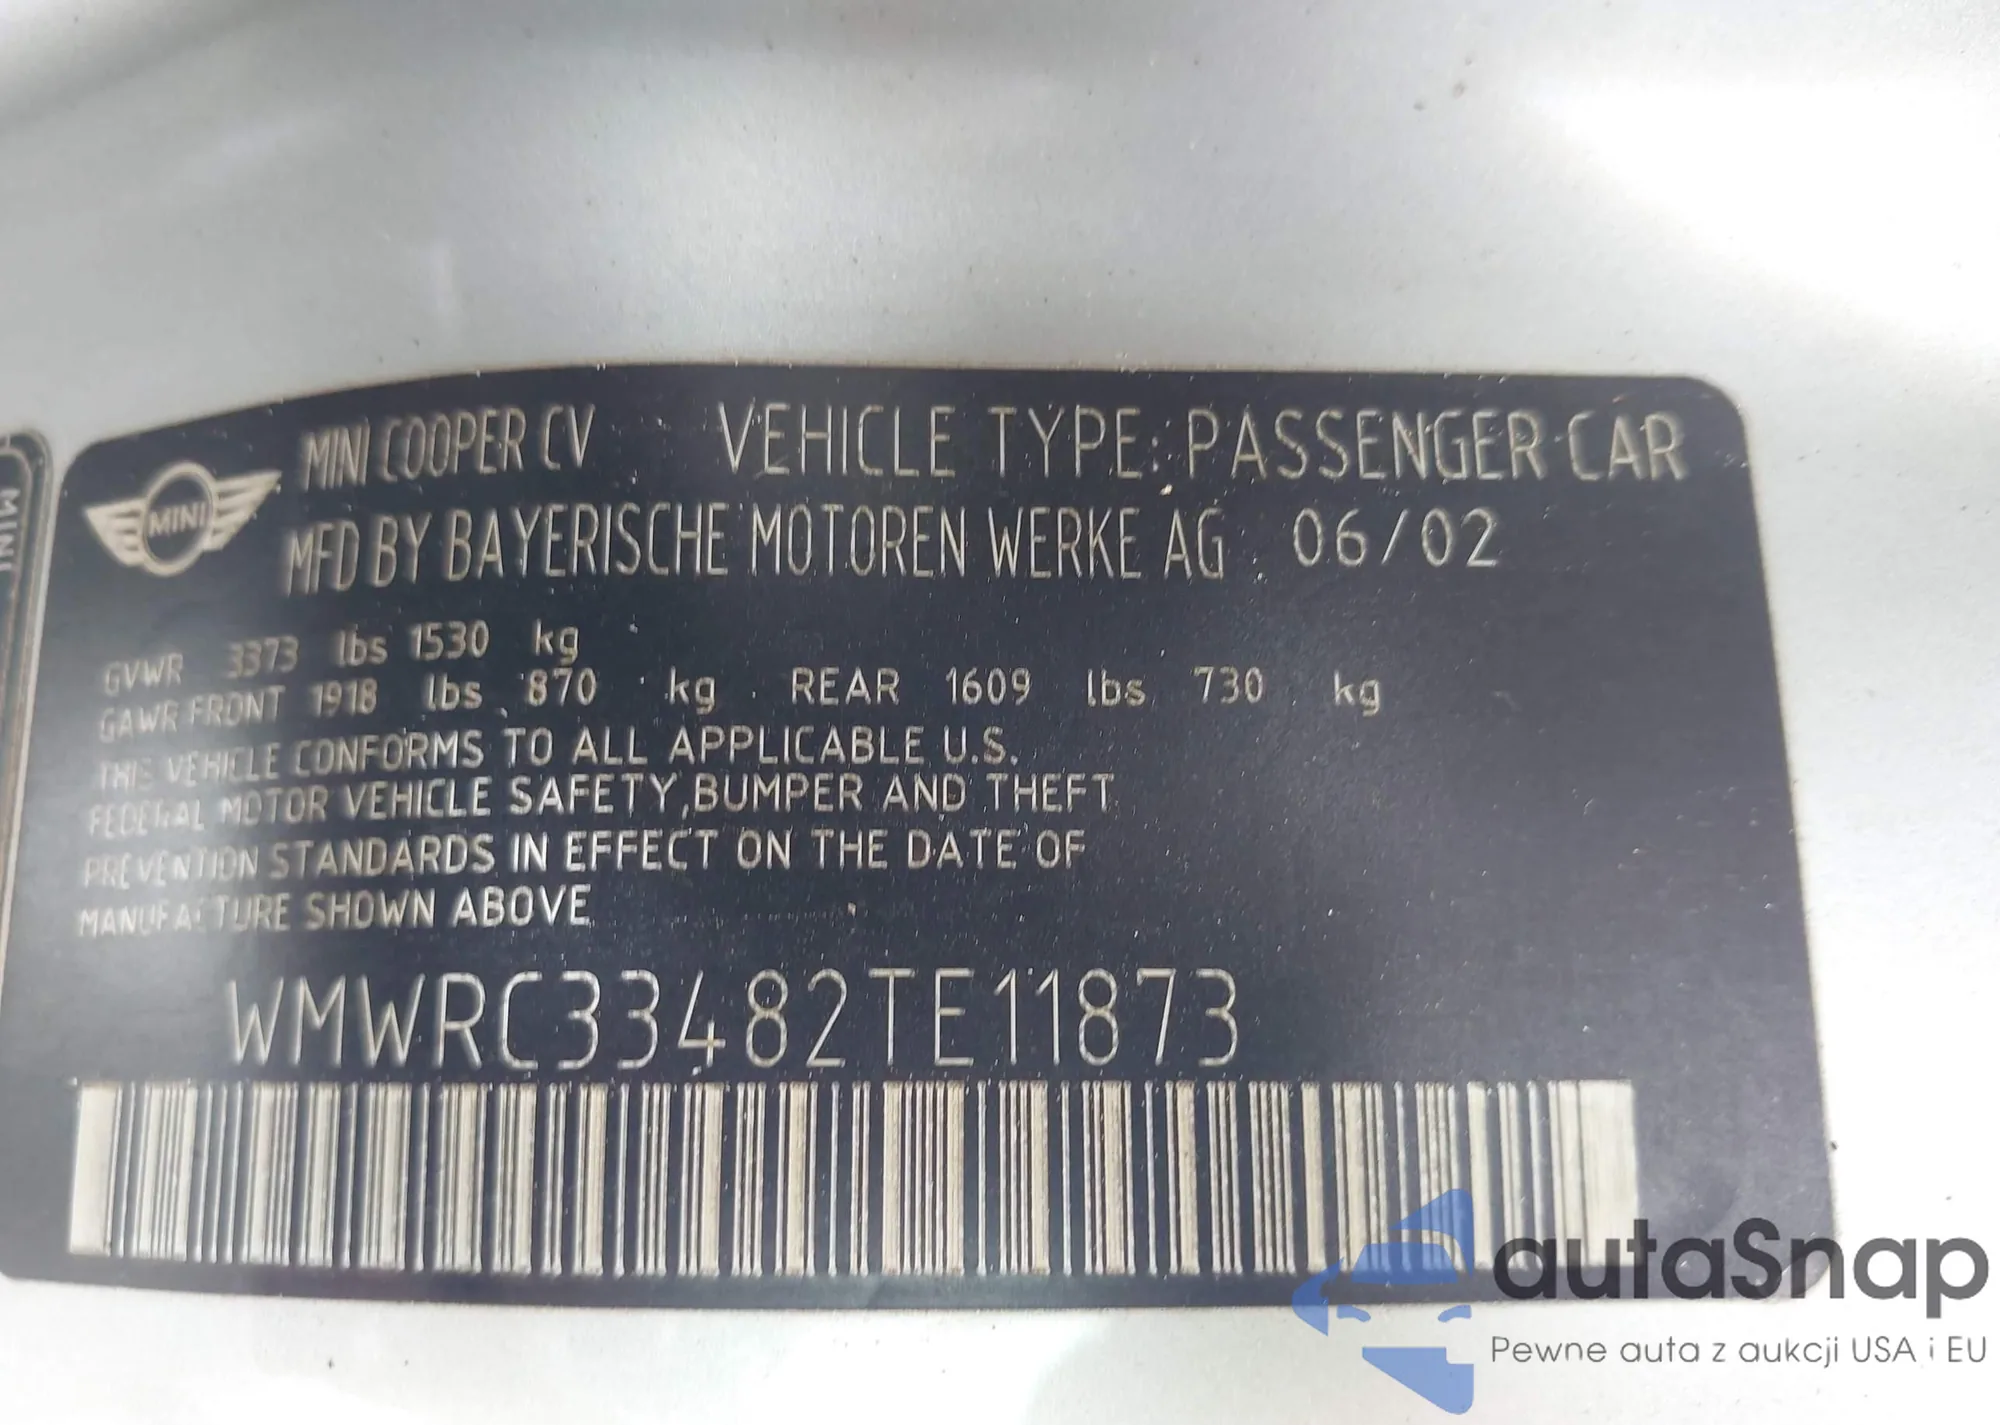 MINI COOPER CV VEHICLE TYPE: PASSENGER CAR
MINI
MFD BY BAYERISCHE MOTOREN WERKE AG 06/02
GVWR 3373 lbs 1530 kg
GAWR FRONT 1918 lbs 870 kg REAR 1609 lbs 730 kg
THIS VEHICLE CONFORMS TO ALL APPLICABLE U.S.
FEDERAL MOTOR VEHICLE SAFETY,BUMPER AND THEFT
PREVENTION STANDARDS IN EFFECT ON THE DATE OF
MANUFACTURE SHOWN ABOVE
WMWRC33482TE11873
MINI
autaSnap
Pewne auta z aukcji USA i EU